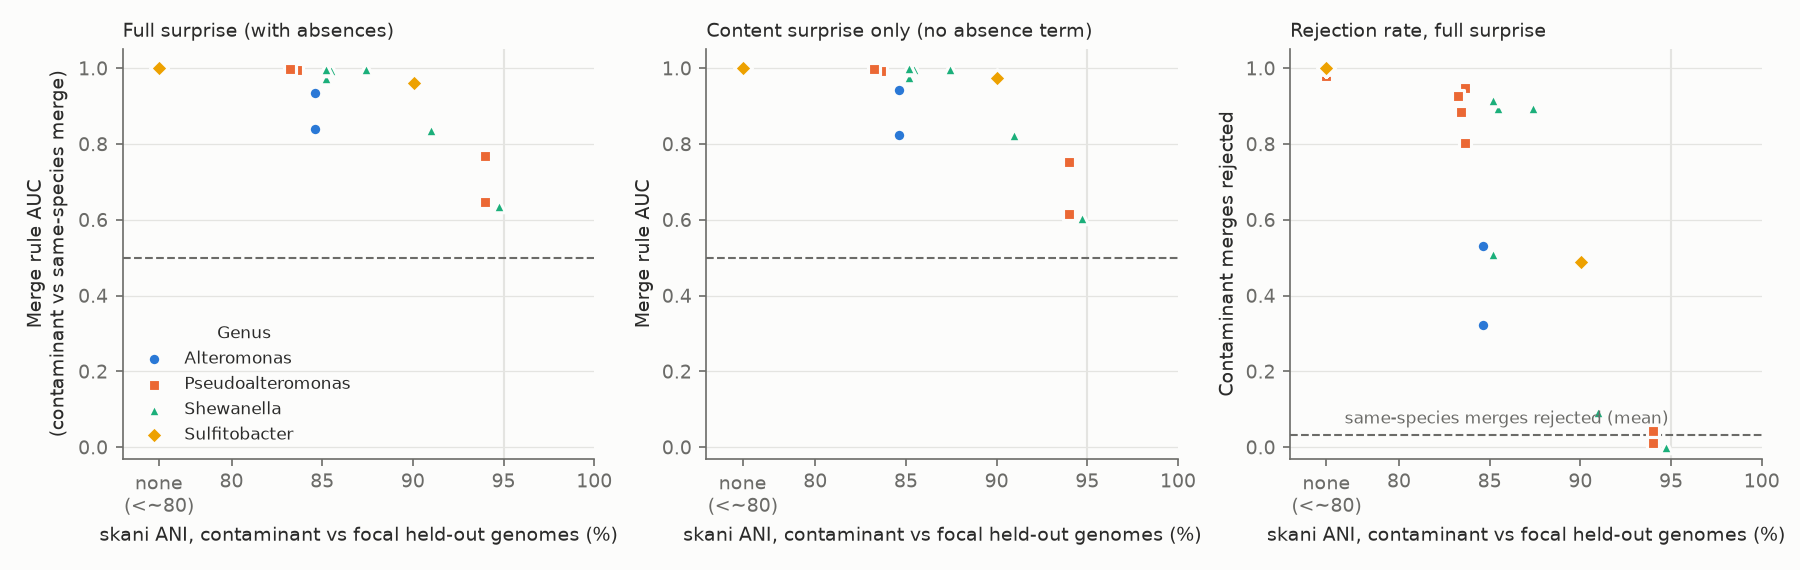 Full surprise (with absences)
Merge rule AUC
(contaminant vs same-species merge)
1.0
0.8
0.6
0.4
0.2
0.0
Genus
Alteromonas
Pseudoalteromonas
Shewanella
Sulfitobacter
none
(<~80)
80
85
90
95
100
skani ANI, contaminant vs focal held-out genomes (%)
Content surprise only (no absence term)
Merge rule AUC
1.0
0.8
0.6
0.4
0.2
0.0
none
(<~80)
80
85
90
95
100
skani ANI, contaminant vs focal held-out genomes (%)
Rejection rate, full surprise
Contaminant merges rejected
1.0
0.8
0.6
0.4
0.2
0.0
same-species merges rejected (mean)
none
(<~80)
80
85
90
95
100
skani ANI, contaminant vs focal held-out genomes (%)